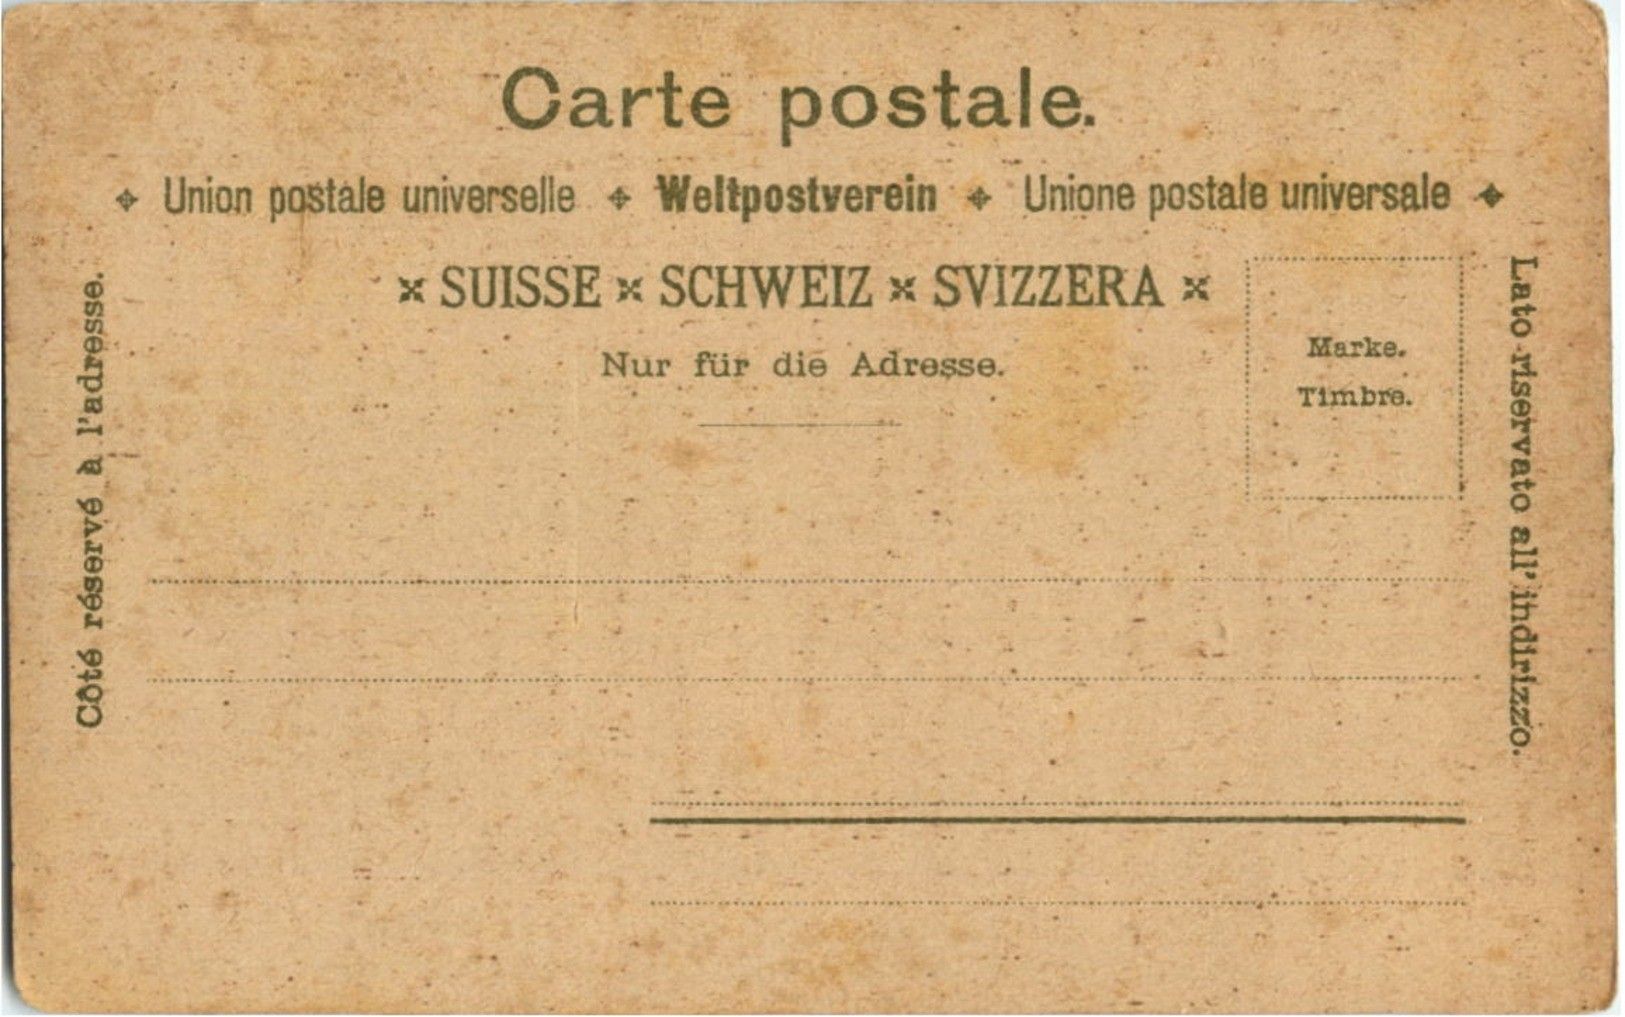 Carte postale.
Union postale universelle Weltpostverein Unione postale universale
SUISSE SCHWEIZ SVIZZERA
Nur für die Adresse.
Marke.
Timbre.
Côté réservé à l'adresse.
Lato riservato all'indirizzo.